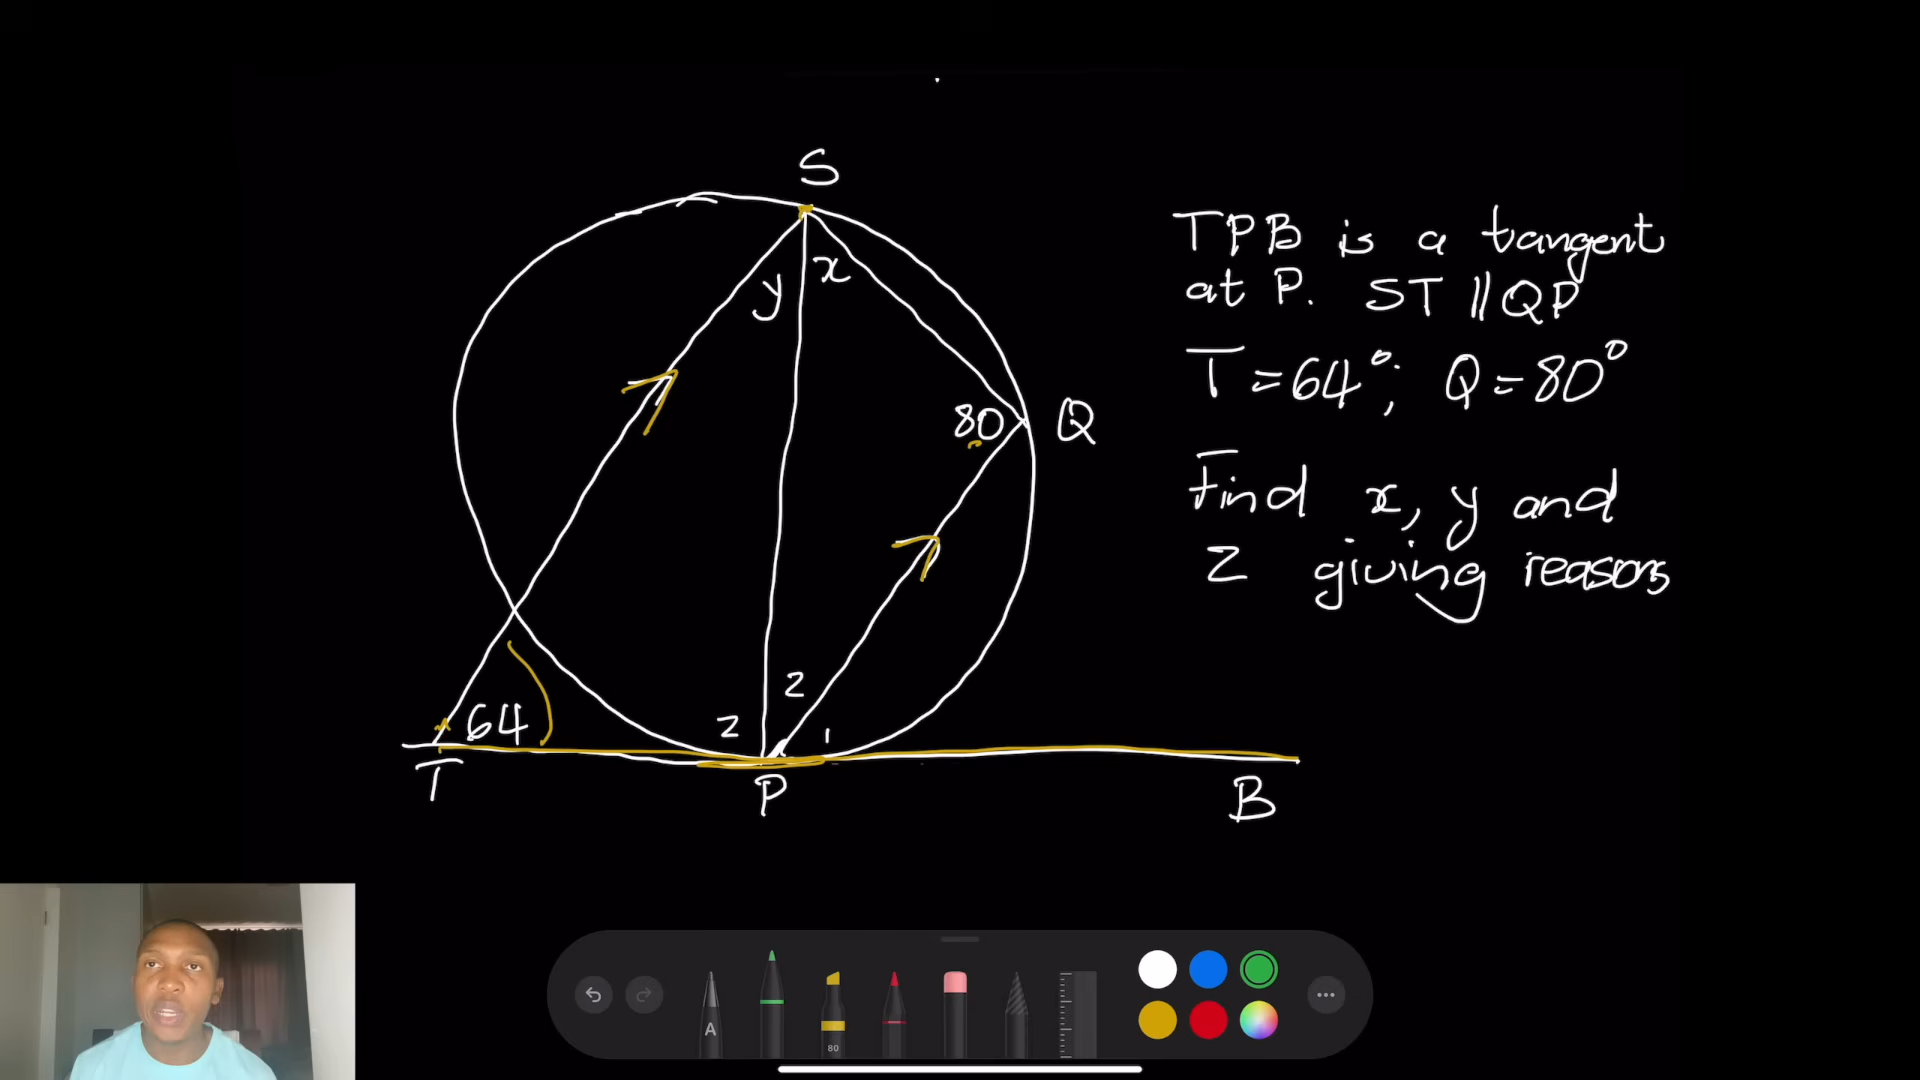 S
TPB is a tangent
at P. ST || QP
y x
T = 64°; Q = 80°
80 Q
Find x, y and
z giving reasons
2
64 z 1
T P B
A
80